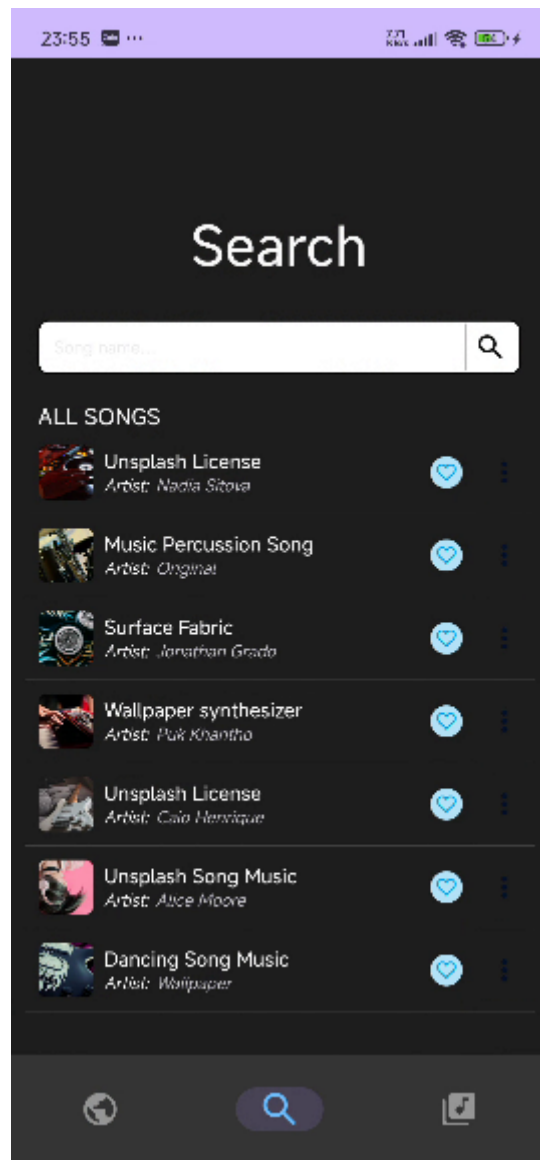 23:55
Search
Song name...
ALL SONGS
Unsplash License
Artist: Nadia Sitova
Music Percussion Song
Artist: Original
Surface Fabric
Artist: Jonathan Grado
Wallpaper synthesizer
Artist: Puk Khantho
Unsplash License
Artist: Caio Henrique
Unsplash Song Music
Artist: Alice Moore
Dancing Song Music
Artist: Wallpaper